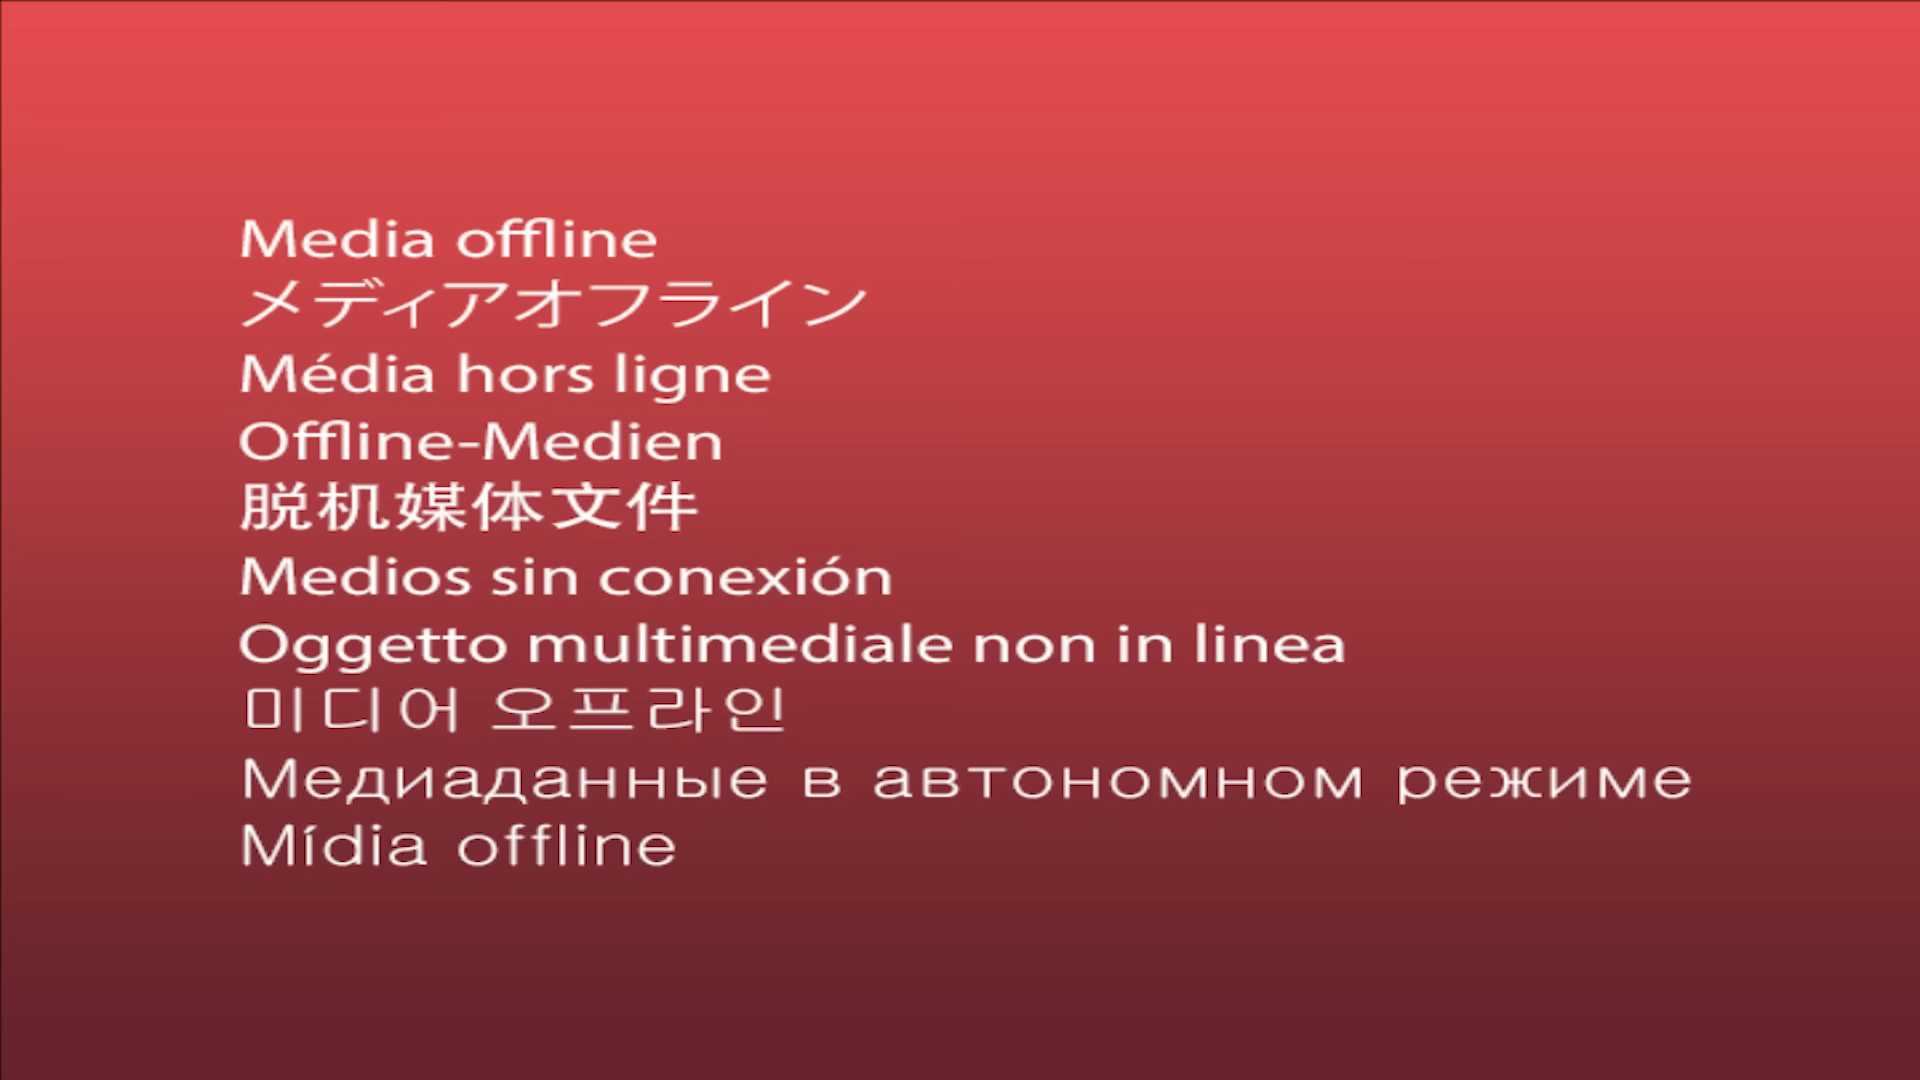 Media offline
メディアオフライン
Média hors ligne
Offline-Medien
脱机媒体文件
Medios sin conexión
Oggetto multimediale non in linea
미디어 오프라인
Медиаданные в автономном режиме
Mídia offline